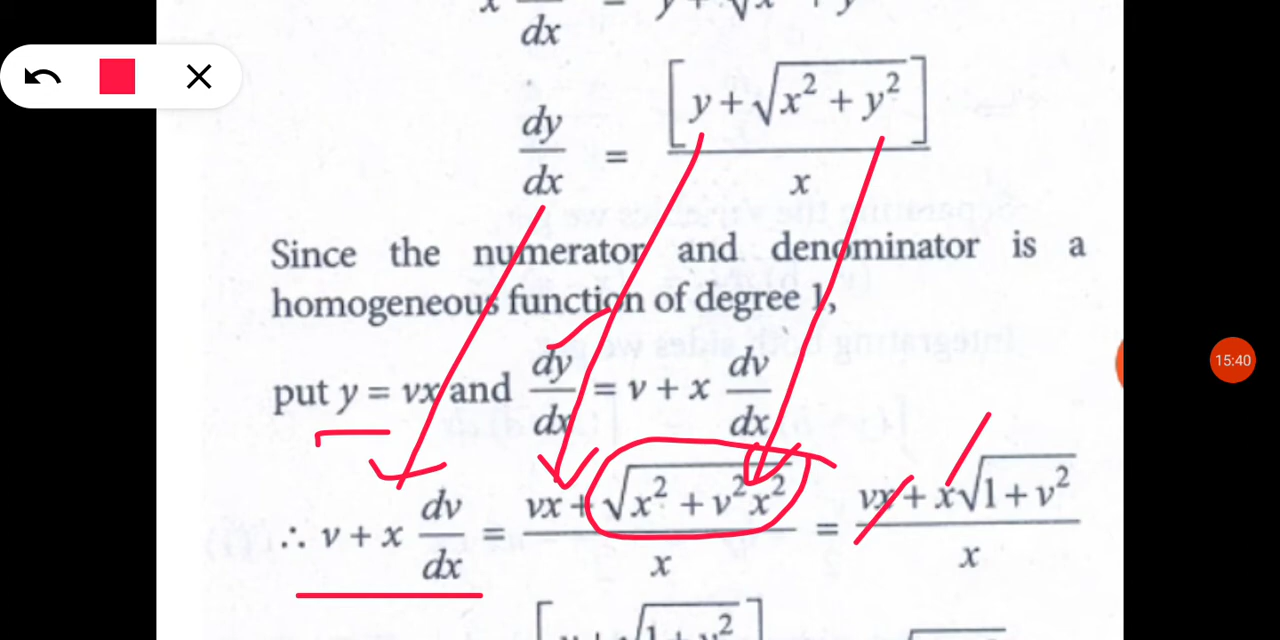 dx
dy/dx = [y + √(x² + y²)] / x
Since the numerator and denominator is a
homogeneous function of degree 1,
put y = vx and dy/dx = v + x dv/dx
∴ v + x dv/dx = (vx + √(x² + v²x²)) / x = (vx + x√(1 + v²)) / x
15:40